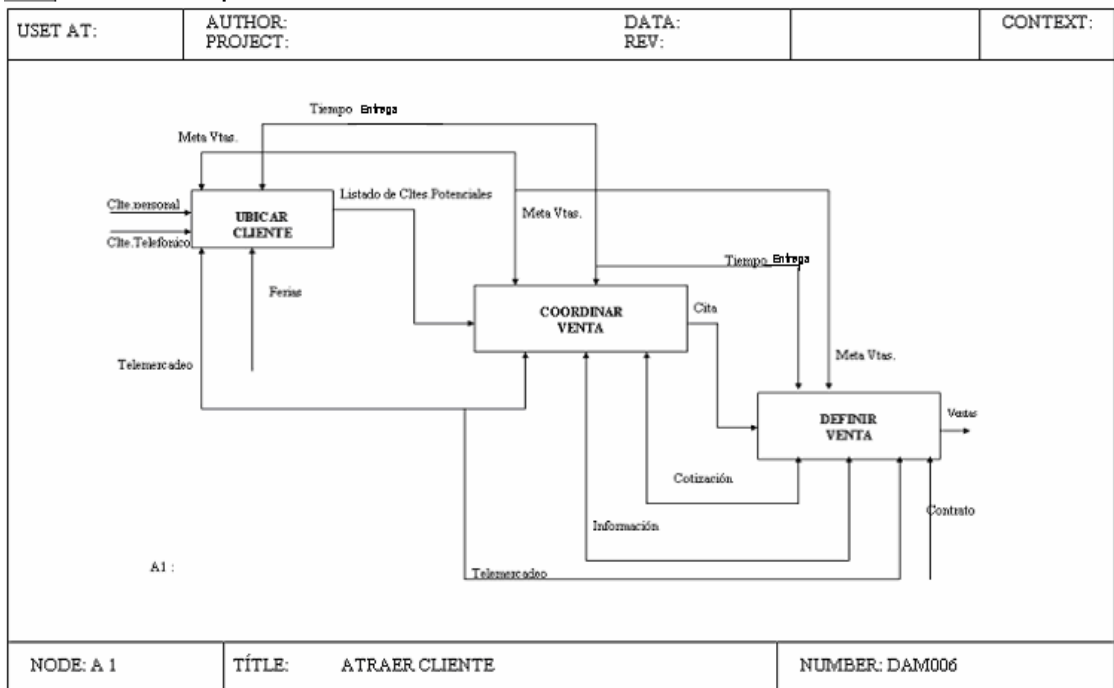 USET AT:
AUTHOR:
PROJECT:
DATA:
REV:
CONTEXT:
Tiempo Entrega
Meta Vtas.
Clte.personal
Listado de Cltes.Potenciales
UBICAR
CLIENTE
Meta Vtas.
Clte.Telefonico
Tiempo Entrega
Ferias
COORDINAR
VENTA
Cita
Telemercadeo
Meta Vtas.
DEFINIR
VENTA
Ventas
Cotización
Contrato
Información
A1 :
Telemercadeo
NODE: A 1
TÍTLE: ATRAER CLIENTE
NUMBER: DAM006